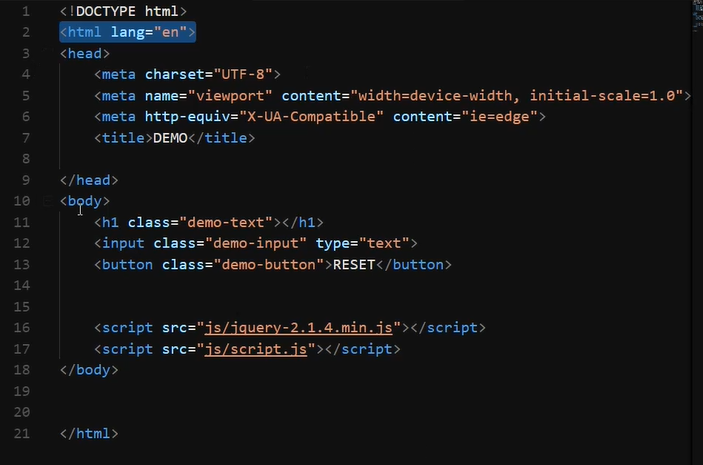 1 <!DOCTYPE html>
2 <html lang="en">
3 <head>
4 <meta charset="UTF-8">
5 <meta name="viewport" content="width=device-width, initial-scale=1.0">
6 <meta http-equiv="X-UA-Compatible" content="ie=edge">
7 <title>DEMO</title>
8
9 </head>
10 <body>
11 <h1 class="demo-text"></h1>
12 <input class="demo-input" type="text">
13 <button class="demo-button">RESET</button>
14
15
16 <script src="js/jquery-2.1.4.min.js"></script>
17 <script src="js/script.js"></script>
18 </body>
19
20
21 </html>